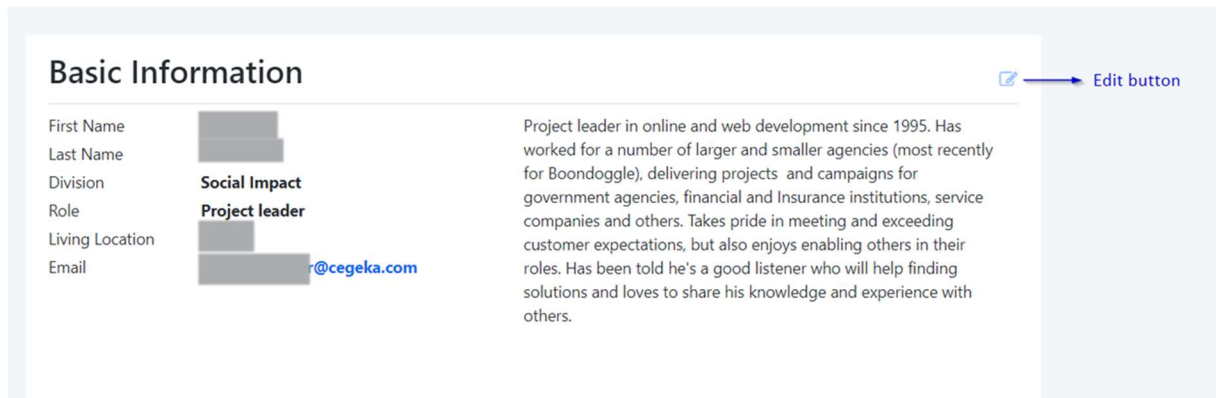 Basic Information
Edit button
First Name
Last Name
Division Social Impact
Role Project leader
Living Location
Email r@cegeka.com
Project leader in online and web development since 1995. Has
worked for a number of larger and smaller agencies (most recently
for Boondoggle), delivering projects and campaigns for
government agencies, financial and Insurance institutions, service
companies and others. Takes pride in meeting and exceeding
customer expectations, but also enjoys enabling others in their
roles. Has been told he's a good listener who will help finding
solutions and loves to share his knowledge and experience with
others.